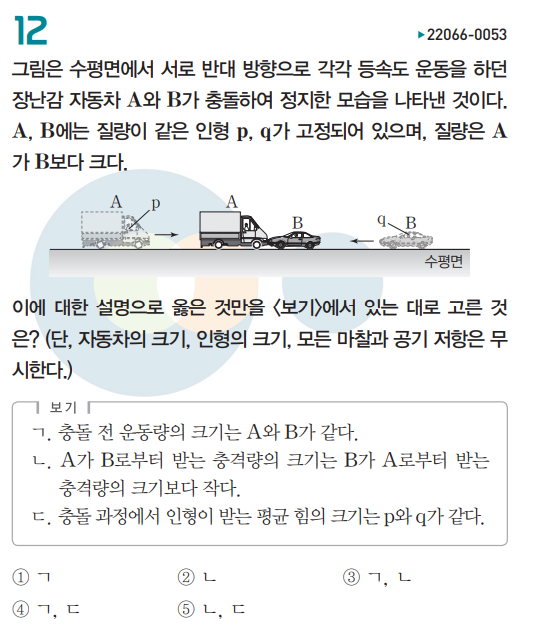 12
▶22066-0053
그림은 수평면에서 서로 반대 방향으로 각각 등속도 운동을 하던
장난감 자동차 A와 B가 충돌하여 정지한 모습을 나타낸 것이다.
A, B에는 질량이 같은 인형 p, q가 고정되어 있으며, 질량은 A
가 B보다 크다.
A p A B q B
수평면
이에 대한 설명으로 옳은 것만을 <보기>에서 있는 대로 고른 것
은? (단, 자동차의 크기, 인형의 크기, 모든 마찰과 공기 저항은 무
시한다.)
보기
ㄱ. 충돌 전 운동량의 크기는 A와 B가 같다.
ㄴ. A가 B로부터 받는 충격량의 크기는 B가 A로부터 받는
충격량의 크기보다 작다.
ㄷ. 충돌 과정에서 인형이 받는 평균 힘의 크기는 p와 q가 같다.
① ㄱ ② ㄴ ③ ㄱ, ㄴ
④ ㄱ, ㄷ ⑤ ㄴ, ㄷ